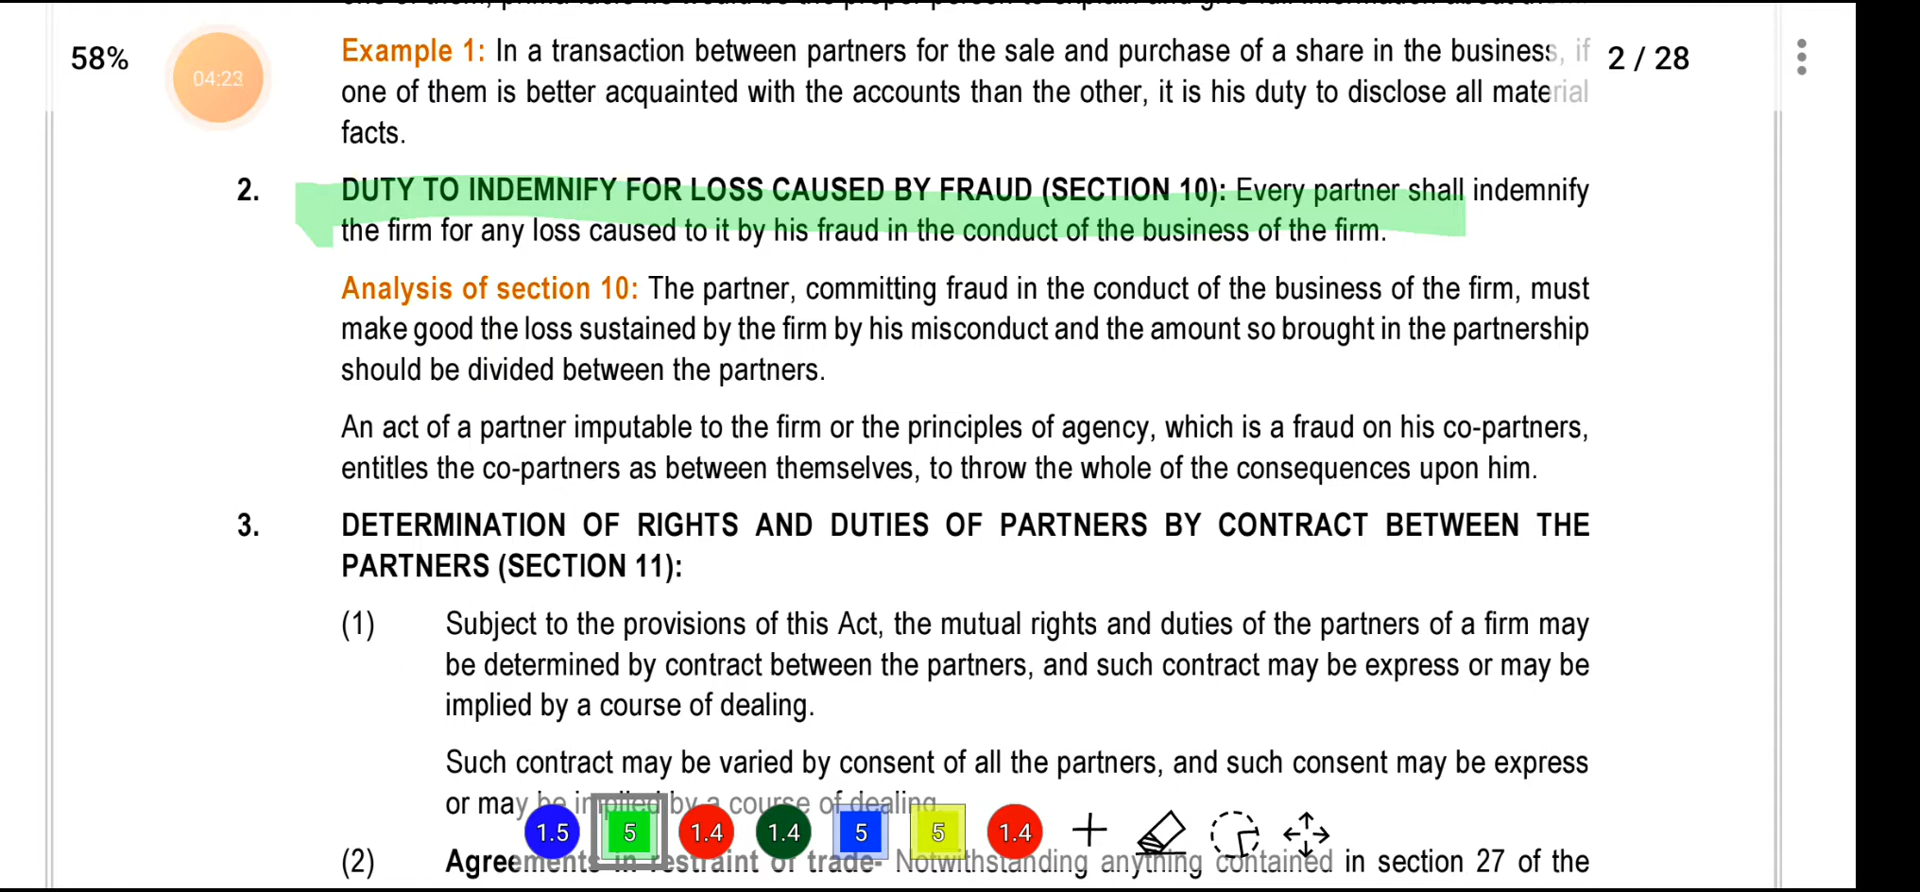 58%
04:23
2 / 28
Example 1: In a transaction between partners for the sale and purchase of a share in the business, if
one of them is better acquainted with the accounts than the other, it is his duty to disclose all material
facts.
2. DUTY TO INDEMNIFY FOR LOSS CAUSED BY FRAUD (SECTION 10): Every partner shall indemnify
the firm for any loss caused to it by his fraud in the conduct of the business of the firm.
Analysis of section 10: The partner, committing fraud in the conduct of the business of the firm, must
make good the loss sustained by the firm by his misconduct and the amount so brought in the partnership
should be divided between the partners.
An act of a partner imputable to the firm or the principles of agency, which is a fraud on his co-partners,
entitles the co-partners as between themselves, to throw the whole of the consequences upon him.
3. DETERMINATION OF RIGHTS AND DUTIES OF PARTNERS BY CONTRACT BETWEEN THE
PARTNERS (SECTION 11):
(1) Subject to the provisions of this Act, the mutual rights and duties of the partners of a firm may
be determined by contract between the partners, and such contract may be express or may be
implied by a course of dealing.
Such contract may be varied by consent of all the partners, and such consent may be express
or may be implied by a course of dealing.
1.5 5 1.4 1.4 5 5 1.4
(2) Agreements in restraint of trade- Notwithstanding anything contained in section 27 of the